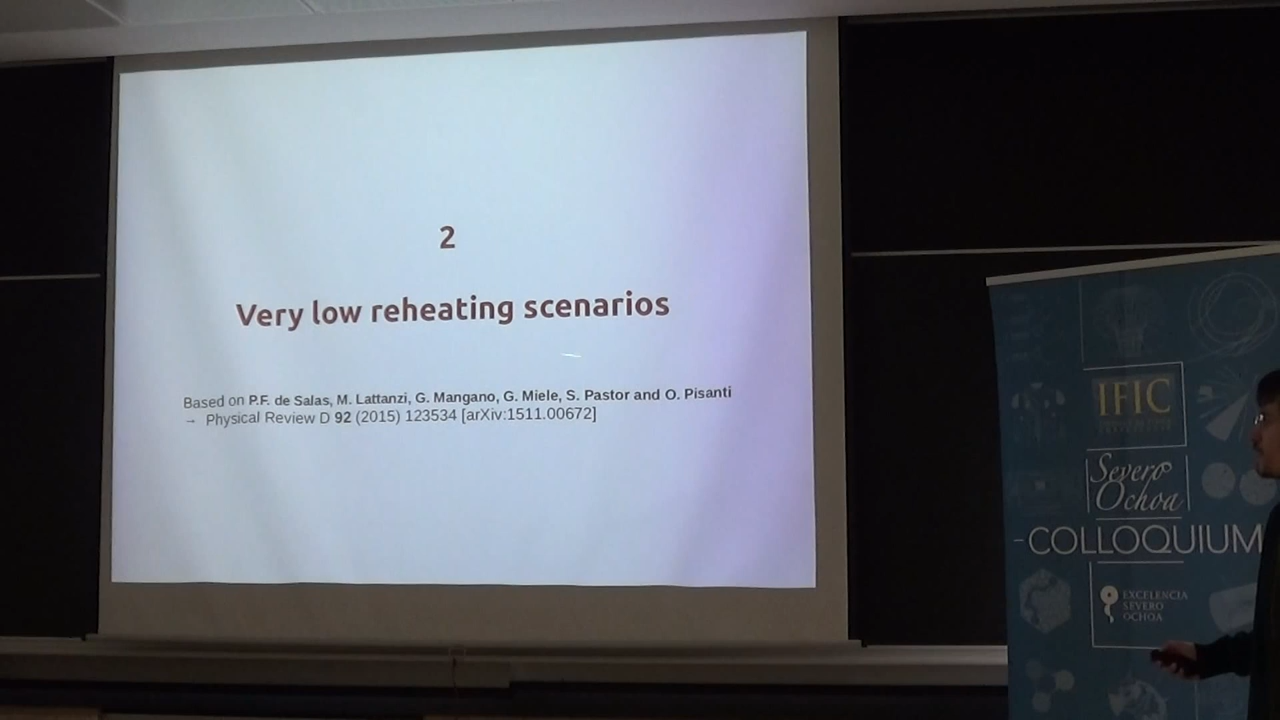 2
Very low reheating scenarios
Based on P.F. de Salas, M. Lattanzi, G. Mangano, G. Miele, S. Pastor and O. Pisanti
→ Physical Review D 92 (2015) 123534 [arXiv:1511.00672]
IFIC
Severo
Ochoa
-COLLOQUIUM
EXCELENCIA
SEVERO
OCHOA